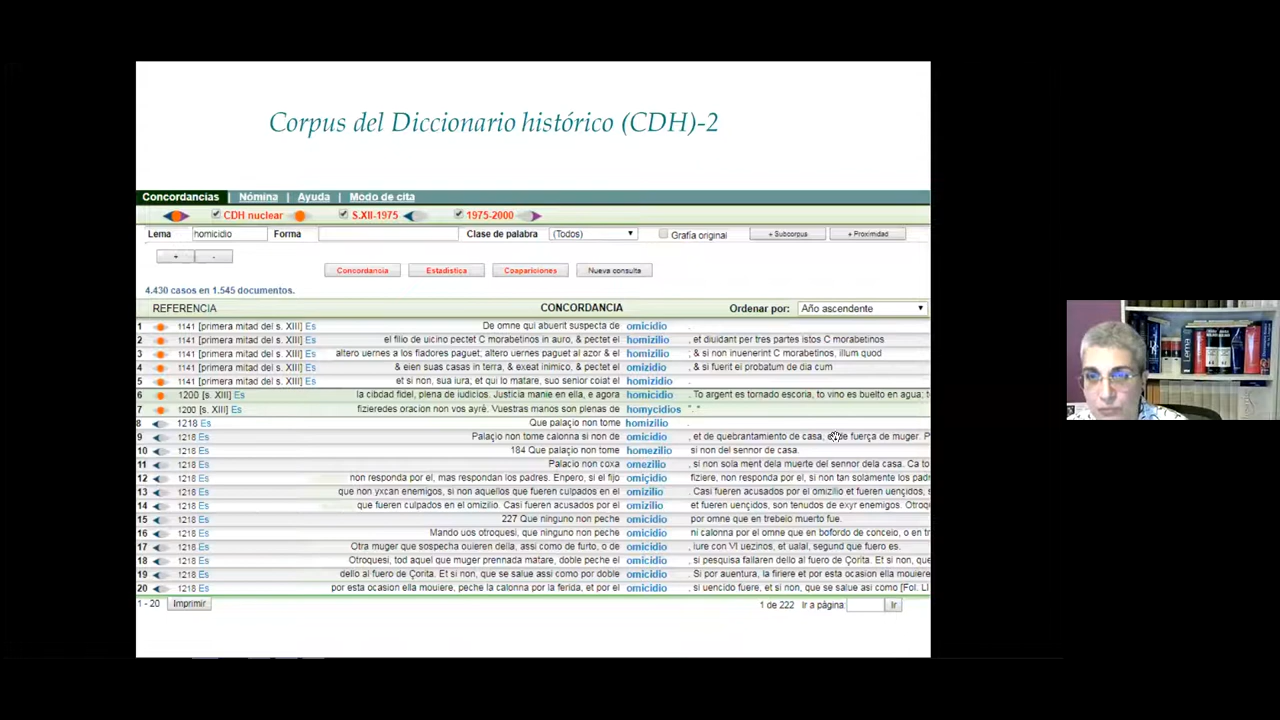 Corpus del Diccionario histórico (CDH)-2
Concordancias | Nómina | Ayuda | Modo de cita
CDH nuclear S.XII-1975 1975-2000
Lema homicidio Forma Clase de palabra (Todos) Grafía original + Subcorpus + Proximidad
+ -
Concordancia Estadística Coapariciones Nueva consulta
4.430 casos en 1.545 documentos.
REFERENCIA CONCORDANCIA Ordenar por: Año ascendente
1 1141 [primera mitad del s. XIII] Es De omne qui abuerit suspecta de omicidio .
2 1141 [primera mitad del s. XIII] Es el filio de uicino pectet C morabetinos in auro, & pectet el homizilio , et diuidant per tres partes istos C morabetinos
3 1141 [primera mitad del s. XIII] Es altero uernes a los fiadores paguet; altero uernes paguet al azor & el homizidio , & si non inuenerint C morabetinos, illum quod
4 1141 [primera mitad del s. XIII] Es & eien suas casas in terra, & exeat inimico, & pectet el omizidio , & si fuerit el probatum de dia cum
5 1141 [primera mitad del s. XIII] Es et si non, sua iura; et qui lo matare, suo senior coiat el homizidio .
6 1200 [s. XIII] Es la cibdad fidel, plena de iudicios. Justicia manie en ella, e agora homicidio . To argent es tornado escoria, to vino es buelto en agua;
7 1200 [s. XIII] Es fizieredes oracion non vos ayrè. Vuestras manos son plenas de homycidios "· "
8 1218 Es Que palaçio non tome homizilio .
9 1218 Es Palaçio non tome calonna si non de omicidio , et de quebrantamiento de casa, e de fuerça de muger. P
10 1218 Es 184 Que palaçio non tome homezilio si non del sennor de casa.
11 1218 Es Palacio non coxa omezilio , si non sola ment dela muerte del sennor dela casa. Ca to
12 1218 Es non responda por el, mas respondan los padres. Enpero, si el fijo omiçidio fiziere, non responda por el, si non tan solamente los padr
13 1218 Es que non yxcan enemigos, si non aquellos que fueren culpados en el omizilio . Casi fueren acusados por el omizilio et fueren uençidos,
14 1218 Es que fueren culpados en el omizilio. Casi fueren acusados por el omizilio et fueren uençidos, son tenudos de exyr enemigos. Otroq
15 1218 Es 227 Que ninguno non peche omicidio por omne que en trebeio muerto fue.
16 1218 Es Mando uos otroquesi, que ninguno non peche omicidio ni calonna por el omne que en bofordo de conceio, o en tr
17 1218 Es Otra muger que sospecha ouieren della, assi como de furto, o de omicidio , iure con VI uezinos, et uala!, segund que fuero es.
18 1218 Es Otroquesi, tod aquel que muger prennada matare, doble peche el omicidio , si pesquisa fallaren dello al fuero de Çorita. Et si non, que
19 1218 Es dello al fuero de Çorita. Et si non, que se salue assi como por doble omicidio . Si por auentura, la firiere et por esta ocasion ella mouiere
20 1218 Es por esta ocasion ella mouiere, peche la calonna por la ferida, et por el omicidio , si uencido fuere, et si non, que se salue asi como [Fol. LI
1 - 20 Imprimir 1 de 222 Ir a página: Ir